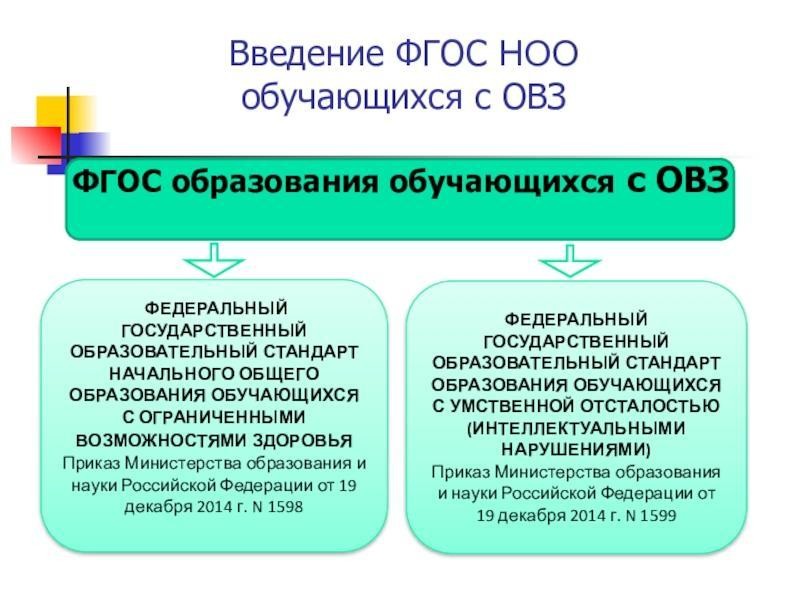 Введение ФГОС НОО
обучающихся с ОВЗ
ФГОС образования обучающихся с ОВЗ
ФЕДЕРАЛЬНЫЙ
ГОСУДАРСТВЕННЫЙ
ОБРАЗОВАТЕЛЬНЫЙ СТАНДАРТ
НАЧАЛЬНОГО ОБЩЕГО
ОБРАЗОВАНИЯ ОБУЧАЮЩИХСЯ
С ОГРАНИЧЕННЫМИ
ВОЗМОЖНОСТЯМИ ЗДОРОВЬЯ
Приказ Министерства образования и
науки Российской Федерации от 19
декабря 2014 г. N 1598
ФЕДЕРАЛЬНЫЙ
ГОСУДАРСТВЕННЫЙ
ОБРАЗОВАТЕЛЬНЫЙ СТАНДАРТ
ОБРАЗОВАНИЯ ОБУЧАЮЩИХСЯ
С УМСТВЕННОЙ ОТСТАЛОСТЬЮ
(ИНТЕЛЛЕКТУАЛЬНЫМИ
НАРУШЕНИЯМИ)
Приказ Министерства образования
и науки Российской Федерации от
19 декабря 2014 г. N 1599